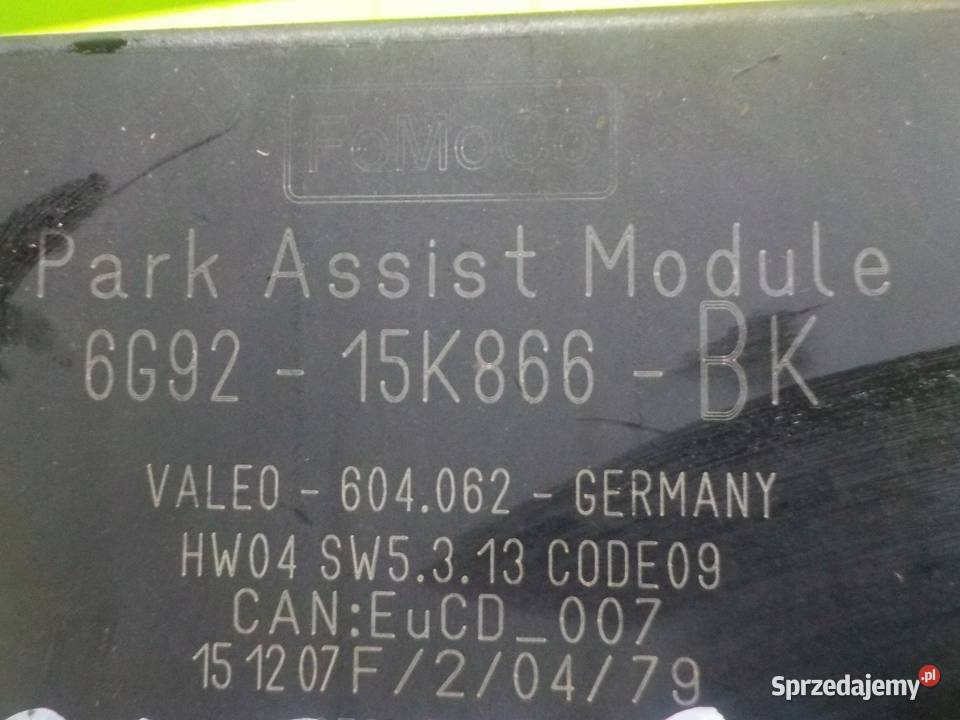 FoMoCo
Park Assist Module
6G92 - 15K866 - BK
VALEO - 604.062 - GERMANY
HW04 SW5.3.13 CODE09
CAN:EuCD_007
15 12 07 F/2/04/79
Sprzedajemy.pl